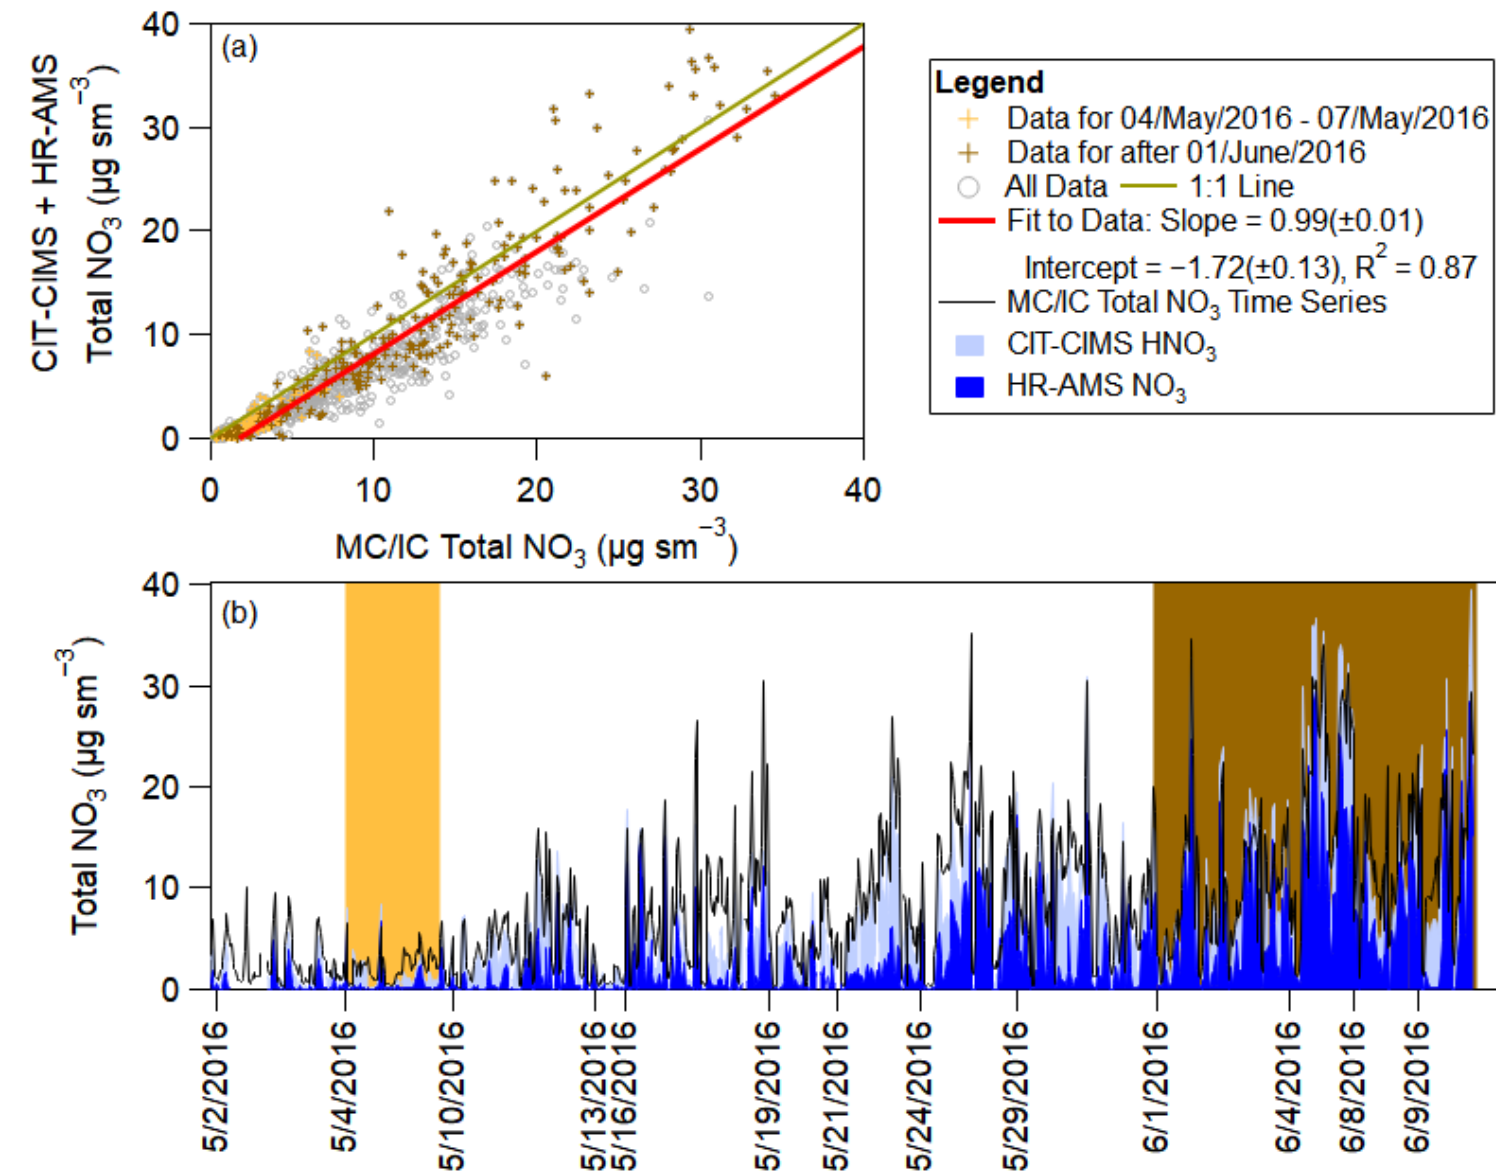 (a)
40
30
20
10
0
CIT-CIMS + HR-AMS
Total NO₃ (µg sm⁻³)
0 10 20 30 40
MC/IC Total NO₃ (µg sm⁻³)
Legend
Data for 04/May/2016 - 07/May/2016
Data for after 01/June/2016
All Data 1:1 Line
Fit to Data: Slope = 0.99(±0.01)
Intercept = −1.72(±0.13), R² = 0.87
MC/IC Total NO₃ Time Series
CIT-CIMS HNO₃
HR-AMS NO₃
(b)
40
30
20
10
0
Total NO₃ (µg sm⁻³)
5/2/2016
5/4/2016
5/10/2016
5/13/2016
5/16/2016
5/19/2016
5/21/2016
5/24/2016
5/29/2016
6/1/2016
6/4/2016
6/8/2016
6/9/2016